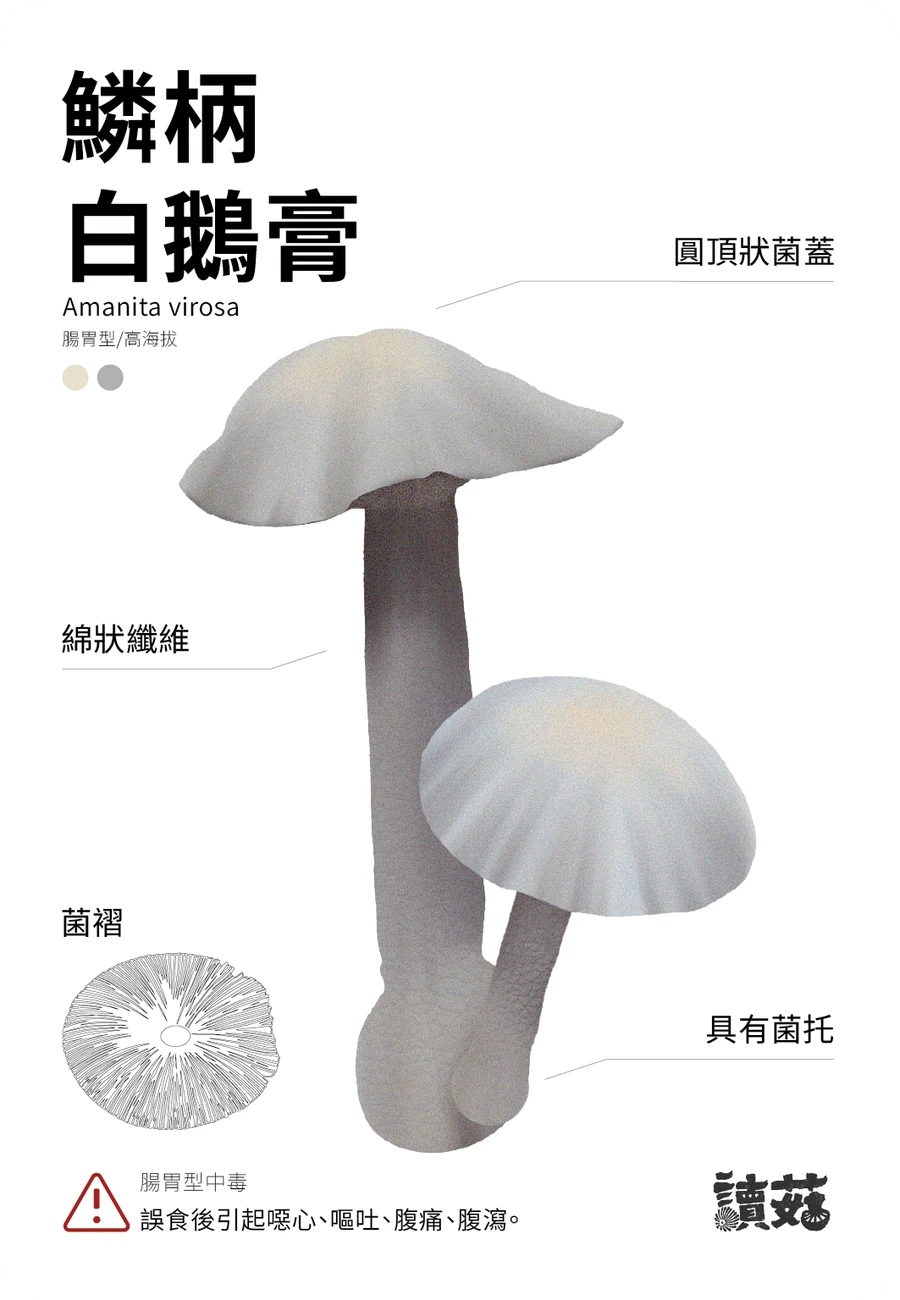 鱗柄
白鵝膏
Amanita virosa
腸胃型/高海拔
圓頂狀菌蓋
綿狀纖維
菌褶
具有菌托
腸胃型中毒
誤食後引起噁心、嘔吐、腹痛、腹瀉。
讀菇